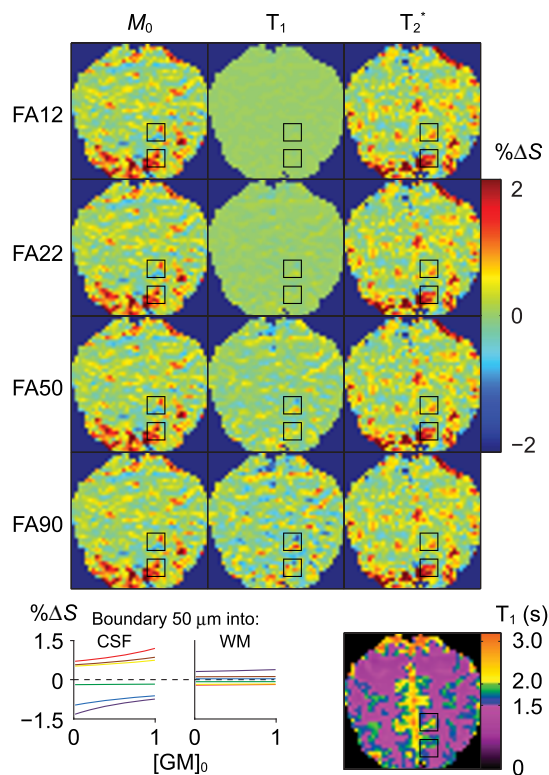 M₀ T₁ T₂*
FA12
%ΔS
2
FA22
0
FA50
−2
FA90
%ΔS Boundary 50 μm into:
CSF WM
1.5
0
−1.5
0 1 0 1
[GM]₀
T₁ (s)
3.0
2.0
1.5
0